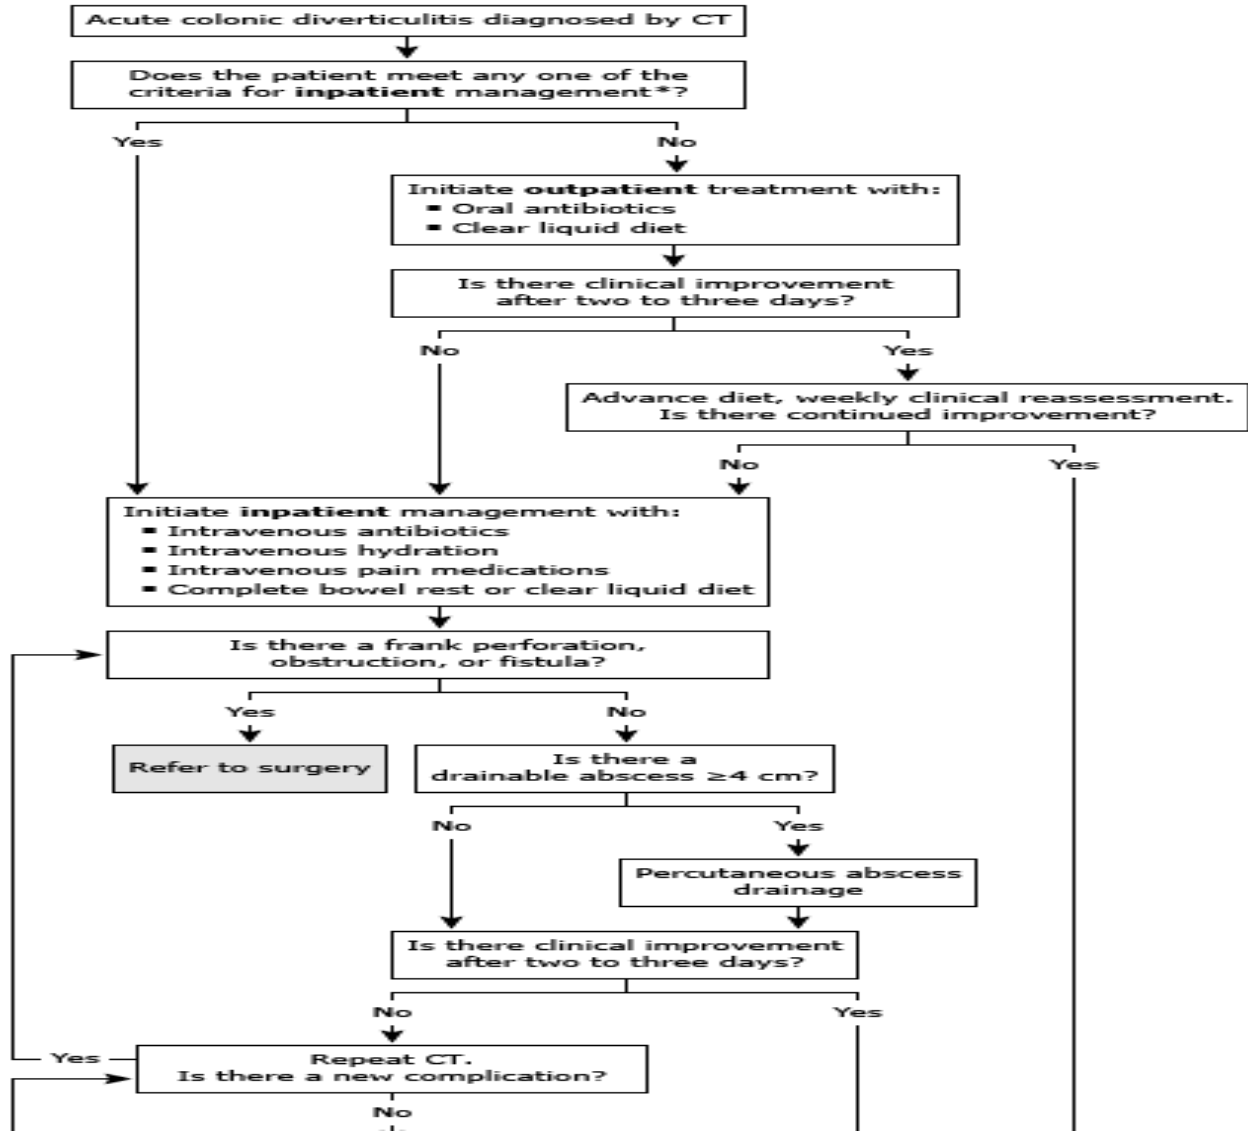 Acute colonic diverticulitis diagnosed by CT
Does the patient meet any one of the
criteria for inpatient management*?
Yes
No
Initiate outpatient treatment with:
▪ Oral antibiotics
▪ Clear liquid diet
Is there clinical improvement
after two to three days?
No
Yes
Advance diet, weekly clinical reassessment.
Is there continued improvement?
No
Yes
Initiate inpatient management with:
▪ Intravenous antibiotics
▪ Intravenous hydration
▪ Intravenous pain medications
▪ Complete bowel rest or clear liquid diet
Is there a frank perforation,
obstruction, or fistula?
Yes
No
Refer to surgery
Is there a
drainable abscess ≥4 cm?
No
Yes
Percutaneous abscess
drainage
Is there clinical improvement
after two to three days?
No
Yes
Yes
Repeat CT.
Is there a new complication?
No